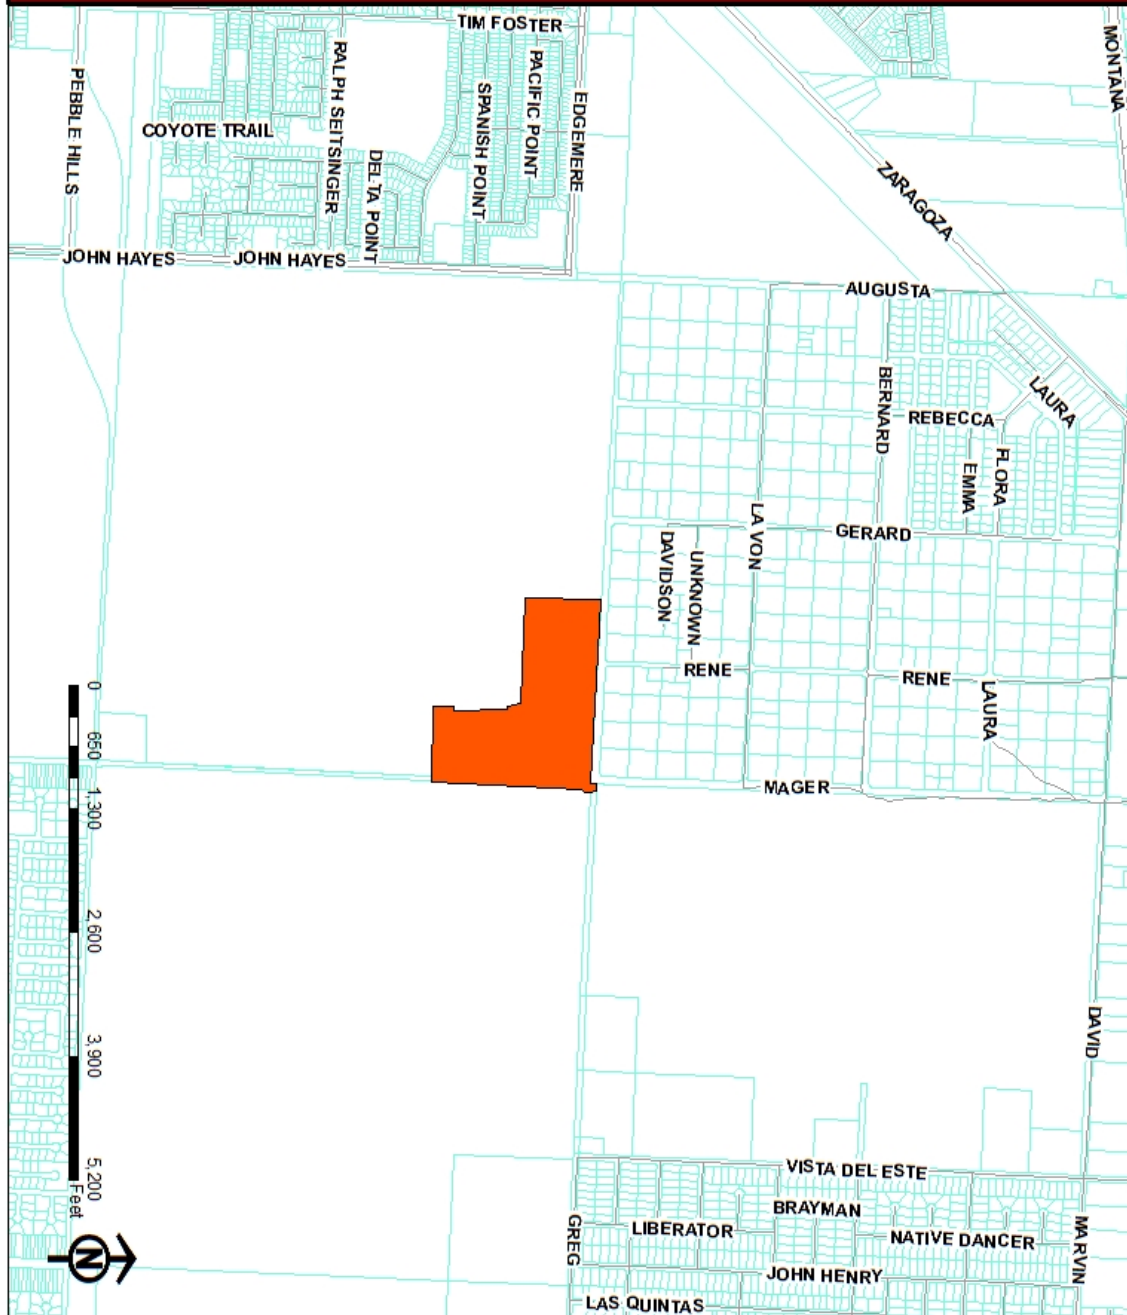 TIM FOSTER
MONTANA
PEBBLE HILLS
RALPH SEITSINGER
PACIFIC POINT
SPANISH POINT
EDGEMERE
COYOTE TRAIL
DELTA POINT
ZARAGOZA
JOHN HAYES
JOHN HAYES
AUGUSTA
BERNARD
LAURA
REBECCA
FLORA
EMMA
LA VON
GERARD
DAVIDSON
UNKNOWN
RENE
RENE
LAURA
MAGER
0
650
1,300
2,600
3,900
5,200
Feet
DAVID
VISTA DEL ESTE
BRAYMAN
LIBERATOR
NATIVE DANCER
MARVIN
GREG
JOHN HENRY
LAS QUINTAS
N